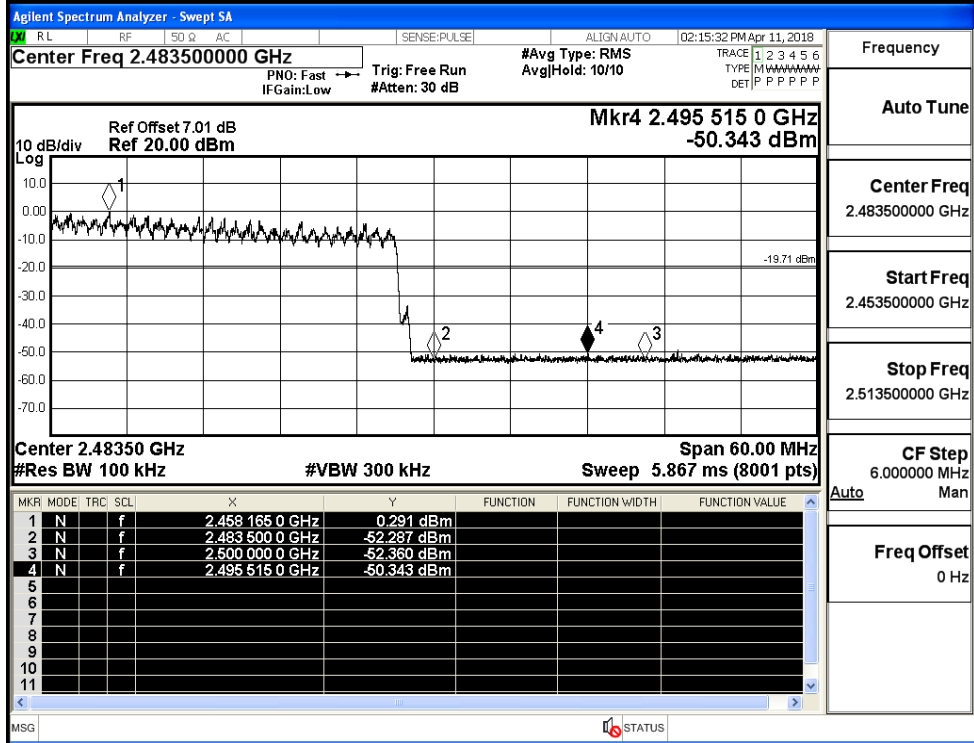 Agilent Spectrum Analyzer - Swept SA
LXI RL RF 50 Ω AC SENSE:PULSE ALIGN AUTO 02:15:32 PM Apr 11, 2018
Center Freq 2.483500000 GHz
PNO: Fast
IFGain:Low
Trig: Free Run
#Atten: 30 dB
#Avg Type: RMS
Avg|Hold: 10/10
TRACE 1 2 3 4 5 6
TYPE M W W W W W
DET P P P P P P
Ref Offset 7.01 dB
10 dB/div Ref 20.00 dBm
Log
Mkr4 2.495 515 0 GHz
-50.343 dBm
10.0
0.00
-10.0
-20.0
-30.0
-40.0
-50.0
-60.0
-70.0
1
2
4
3
-19.71 dBm
Center 2.48350 GHz Span 60.00 MHz
#Res BW 100 kHz #VBW 300 kHz Sweep 5.867 ms (8001 pts)
MKR MODE TRC SCL X Y FUNCTION FUNCTION WIDTH FUNCTION VALUE
1 N f 2.458 165 0 GHz 0.291 dBm
2 N f 2.483 500 0 GHz -52.287 dBm
3 N f 2.500 000 0 GHz -52.360 dBm
4 N f 2.495 515 0 GHz -50.343 dBm
5
6
7
8
9
10
11
MSG STATUS
Frequency
Auto Tune
Center Freq
2.483500000 GHz
Start Freq
2.453500000 GHz
Stop Freq
2.513500000 GHz
CF Step
6.000000 MHz
Auto Man
Freq Offset
0 Hz